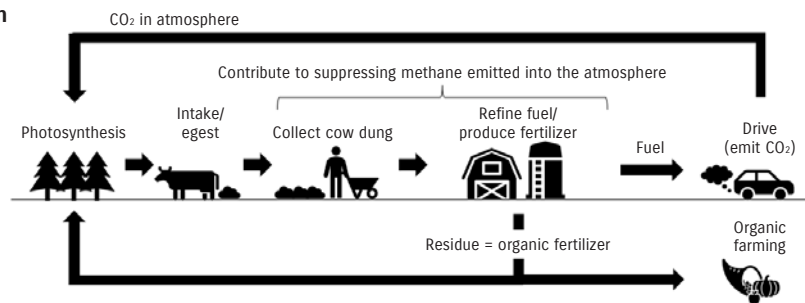 n
CO₂ in atmosphere
Contribute to suppressing methane emitted into the atmosphere
Photosynthesis
Intake/
egest
Collect cow dung
Refine fuel/
produce fertilizer
Fuel
Drive
(emit CO₂)
Residue = organic fertilizer
Organic
farming